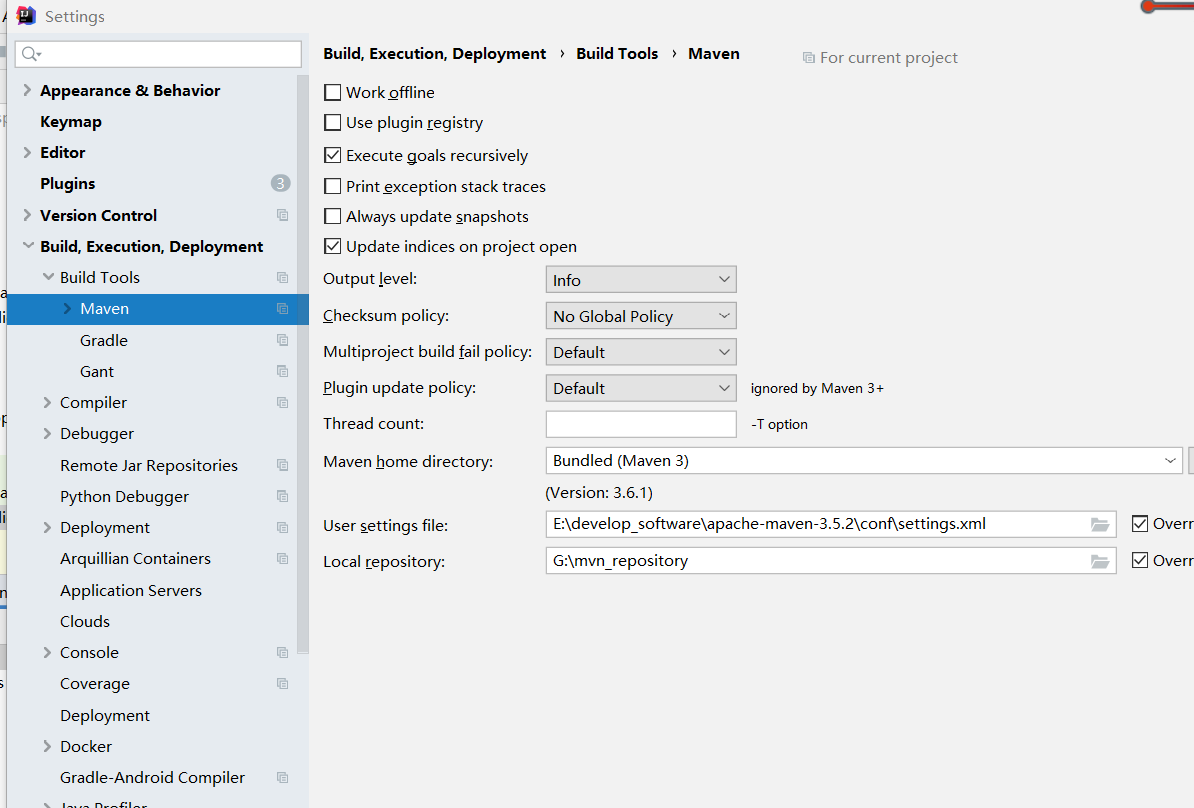 Settings
Appearance & Behavior
Keymap
Editor
Plugins 3
Version Control
Build, Execution, Deployment
Build Tools
Maven
Gradle
Gant
Compiler
Debugger
Remote Jar Repositories
Python Debugger
Deployment
Arquillian Containers
Application Servers
Clouds
Console
Coverage
Deployment
Docker
Gradle-Android Compiler
Java Profiler
Build, Execution, Deployment › Build Tools › Maven
For current project
Work offline
Use plugin registry
Execute goals recursively
Print exception stack traces
Always update snapshots
Update indices on project open
Output level: Info
Checksum policy: No Global Policy
Multiproject build fail policy: Default
Plugin update policy: Default ignored by Maven 3+
Thread count: -T option
Maven home directory: Bundled (Maven 3)
(Version: 3.6.1)
User settings file: E:\develop_software\apache-maven-3.5.2\conf\settings.xml Overr
Local repository: G:\mvn_repository Overr